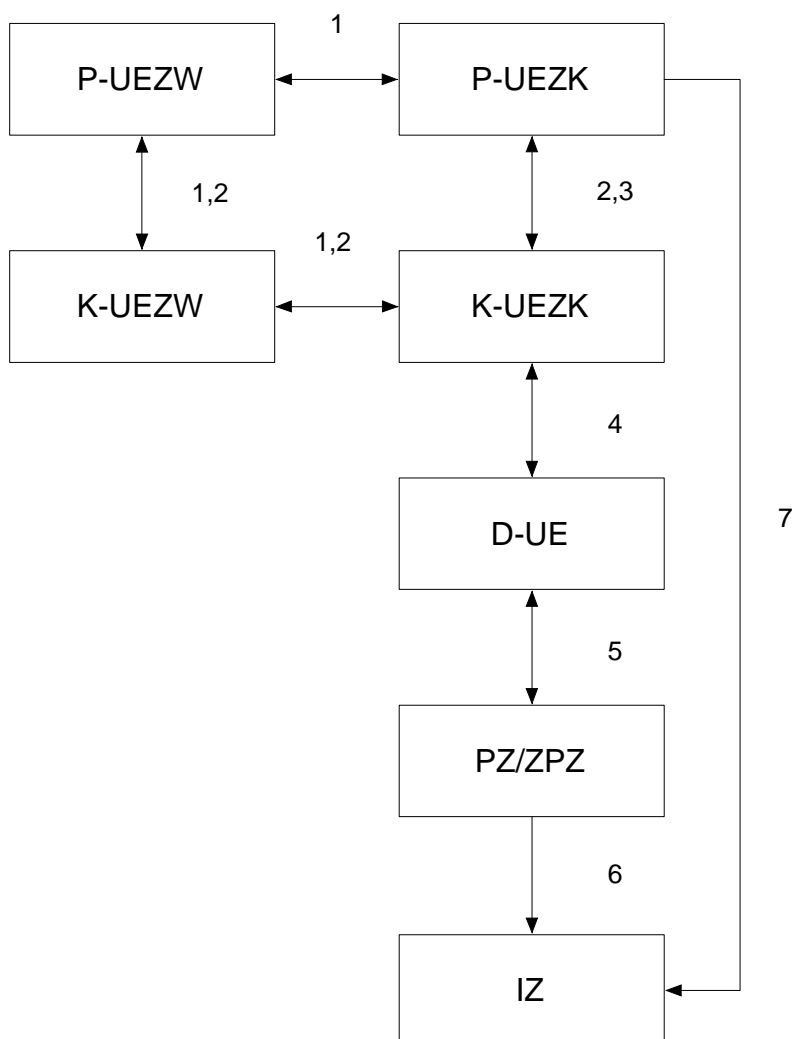 1
P-UEZW
P-UEZK
1,2
2,3
1,2
K-UEZW
K-UEZK
4
D-UE
7
5
PZ/ZPZ
6
IZ